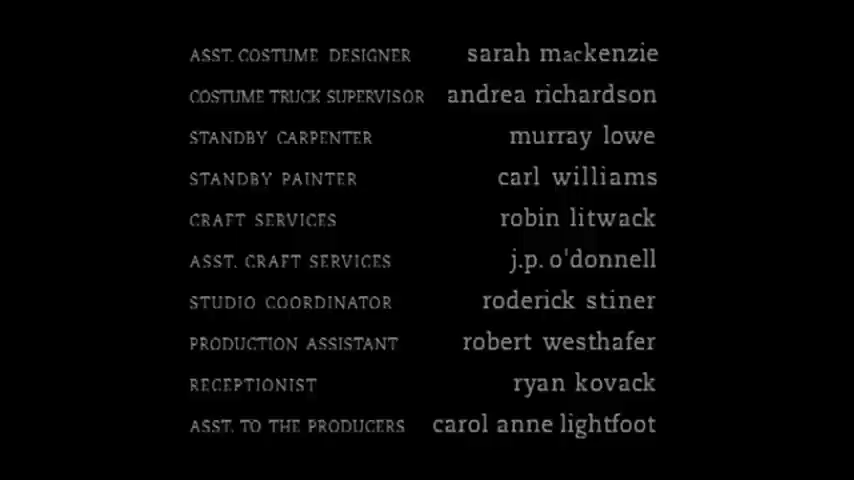 ASST. COSTUME DESIGNER sarah mackenzie
COSTUME TRUCK SUPERVISOR andrea richardson
STANDBY CARPENTER murray lowe
STANDBY PAINTER carl williams
CRAFT SERVICES robin litwack
ASST. CRAFT SERVICES j.p. o'donnell
STUDIO COORDINATOR roderick stiner
PRODUCTION ASSISTANT robert westhafer
RECEPTIONIST ryan kovack
ASST. TO THE PRODUCERS carol anne lightfoot